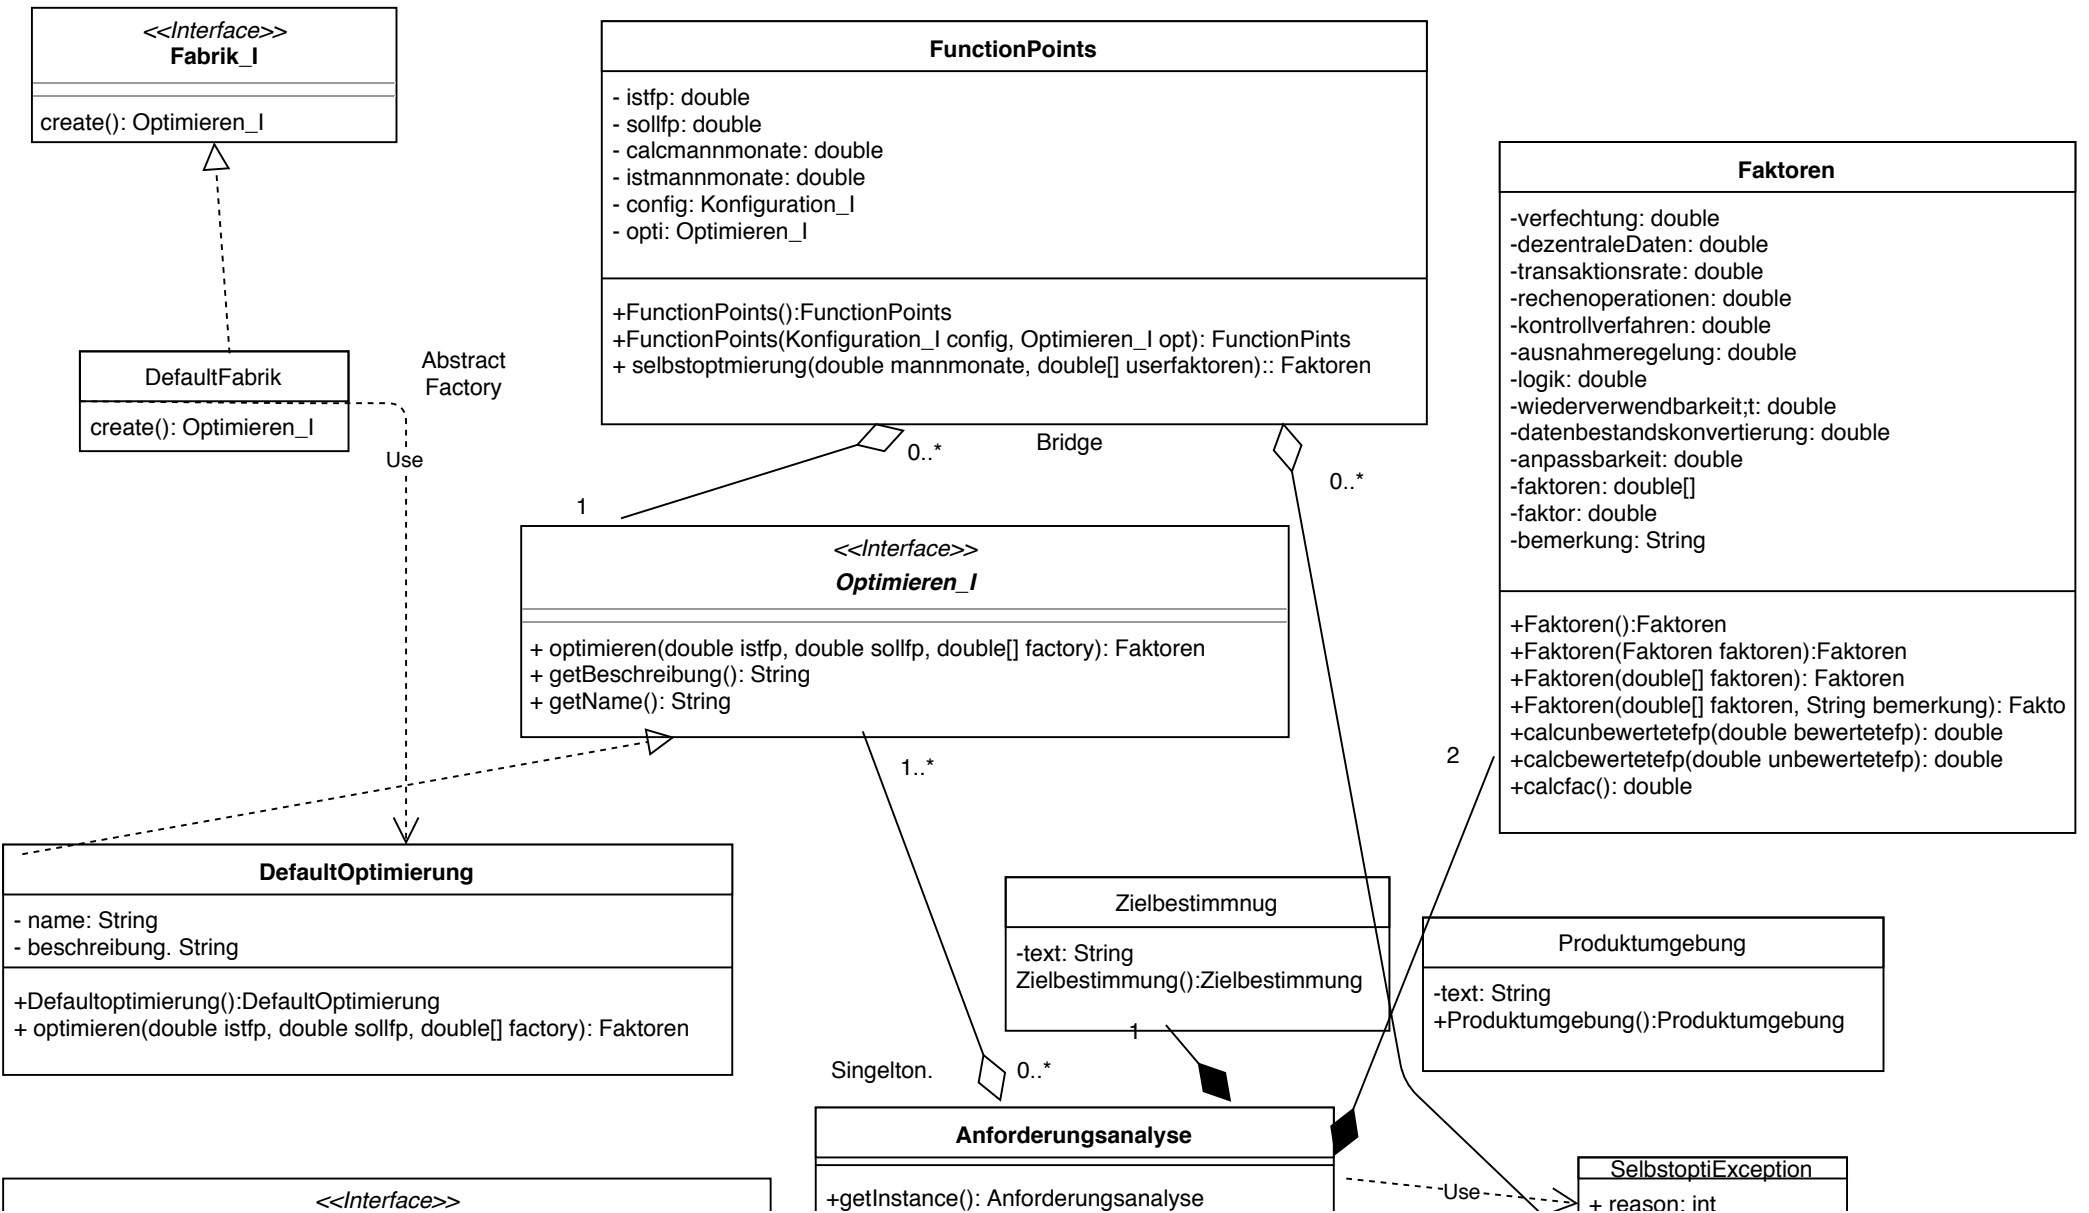 <<Interface>>
Fabrik_I
create(): Optimieren_I
DefaultFabrik
create(): Optimieren_I
Abstract
Factory
Use
FunctionPoints
- istfp: double
- sollfp: double
- calcmannmonate: double
- istmannmonate: double
- config: Konfiguration_I
- opti: Optimieren_I
+FunctionPoints():FunctionPoints
+FunctionPoints(Konfiguration_I config, Optimieren_I opt): FunctionPints
+ selbstoptmierung(double mannmonate, double[] userfaktoren):: Faktoren
0..*
Bridge
0..*
1
<<Interface>>
Optimieren_I
+ optimieren(double istfp, double sollfp, double[] factory): Faktoren
+ getBeschreibung(): String
+ getName(): String
1..*
Faktoren
-verfechtung: double
-dezentraleDaten: double
-transaktionsrate: double
-rechenoperationen: double
-kontrollverfahren: double
-ausnahmeregelung: double
-logik: double
-wiederverwendbarkeit;t: double
-datenbestandskonvertierung: double
-anpassbarkeit: double
-faktoren: double[]
-faktor: double
-bemerkung: String
+Faktoren():Faktoren
+Faktoren(Faktoren faktoren):Faktoren
+Faktoren(double[] faktoren): Faktoren
+Faktoren(double[] faktoren, String bemerkung): Fakto
+calcunbewertetefp(double bewertetefp): double
+calcbewertetefp(double unbewertetefp): double
+calcfac(): double
2
DefaultOptimierung
- name: String
- beschreibung. String
+Defaultoptimierung():DefaultOptimierung
+ optimieren(double istfp, double sollfp, double[] factory): Faktoren
Zielbestimmnug
-text: String
Zielbestimmung():Zielbestimmung
1
Produktumgebung
-text: String
+Produktumgebung():Produktumgebung
Singelton.
0..*
Anforderungsanalyse
+getInstance(): Anforderungsanalyse
Use
SelbstoptiException
+ reason: int
<<Interface>>